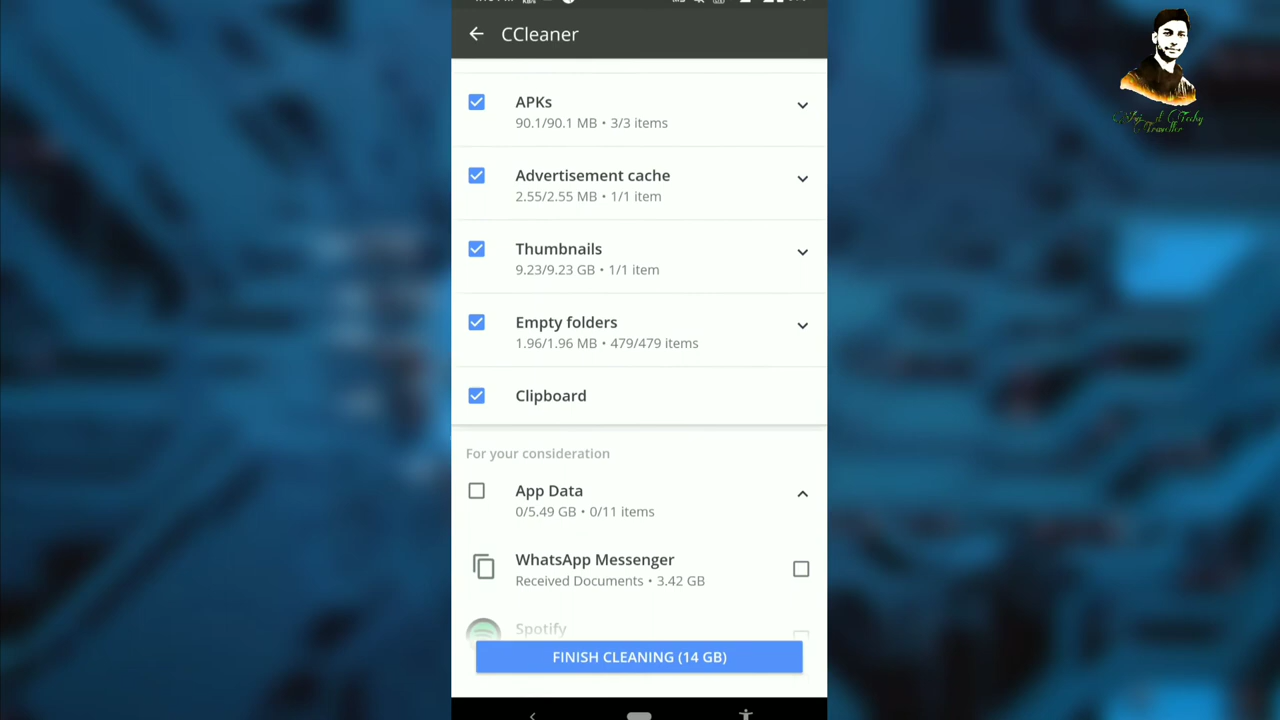 CCleaner
APKs
90.1/90.1 MB • 3/3 items
Advertisement cache
2.55/2.55 MB • 1/1 item
Thumbnails
9.23/9.23 GB • 1/1 item
Empty folders
1.96/1.96 MB • 479/479 items
Clipboard
For your consideration
App Data
0/5.49 GB • 0/11 items
WhatsApp Messenger
Received Documents • 3.42 GB
Spotify
FINISH CLEANING (14 GB)
Techy
Traveller